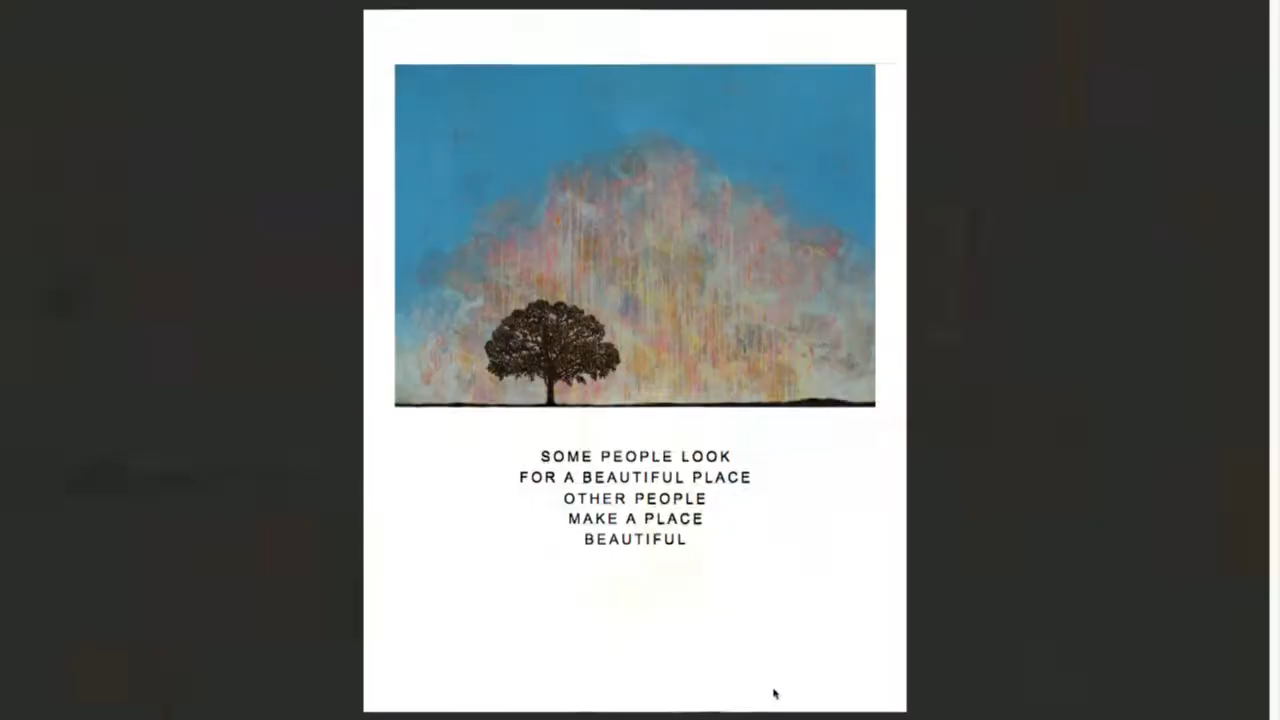 SOME PEOPLE LOOK
FOR A BEAUTIFUL PLACE
OTHER PEOPLE
MAKE A PLACE
BEAUTIFUL